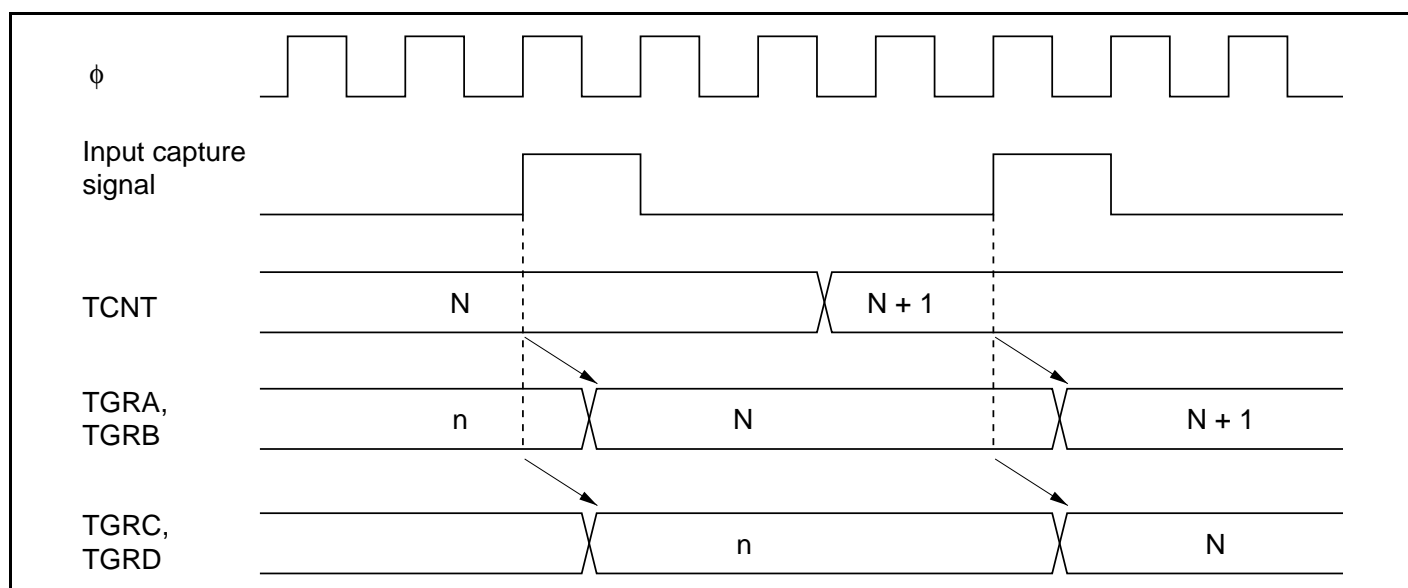 ϕ
Input capture
signal
TCNT
N
N + 1
TGRA,
TGRB
n
N
N + 1
TGRC,
TGRD
n
N